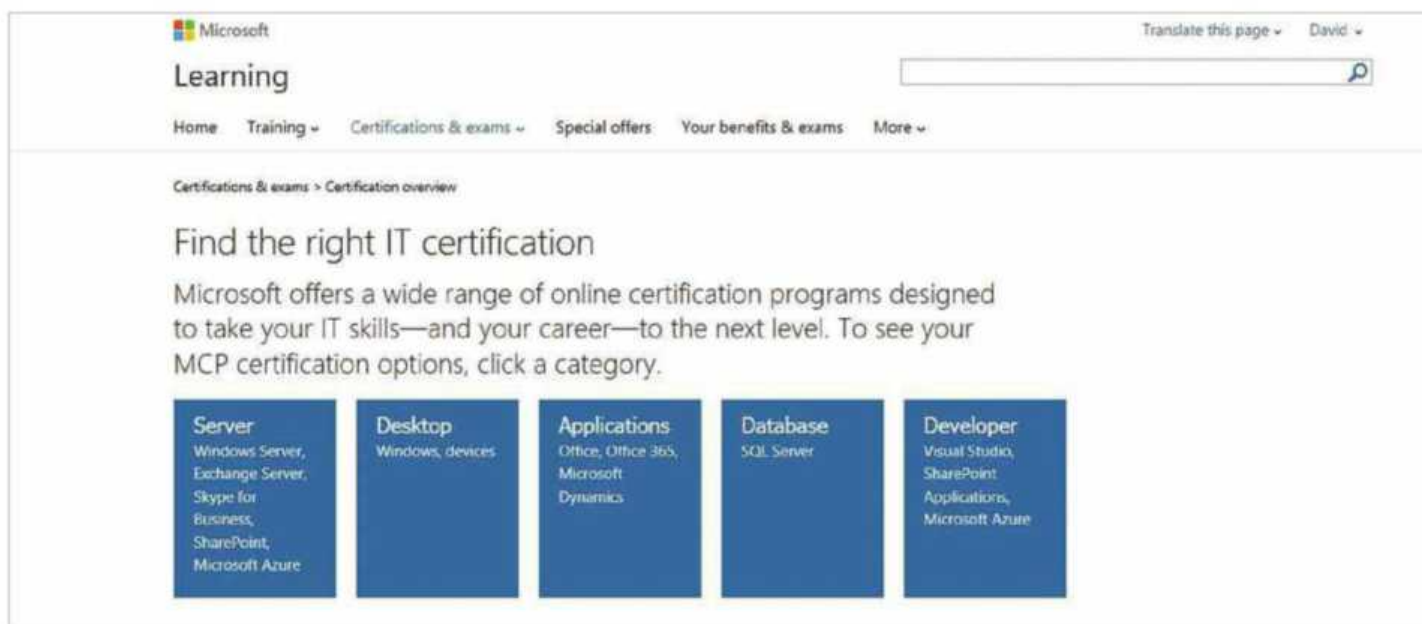 Microsoft
Translate this page
David
Learning
Home Training Certifications & exams Special offers Your benefits & exams More
Certifications & exams > Certification overview
Find the right IT certification
Microsoft offers a wide range of online certification programs designed
to take your IT skills—and your career—to the next level. To see your
MCP certification options, click a category.
Server
Windows Server,
Exchange Server,
Skype for
Business,
SharePoint,
Microsoft Azure
Desktop
Windows, devices
Applications
Office, Office 365,
Microsoft
Dynamics
Database
SQL Server
Developer
Visual Studio,
SharePoint
Applications,
Microsoft Azure